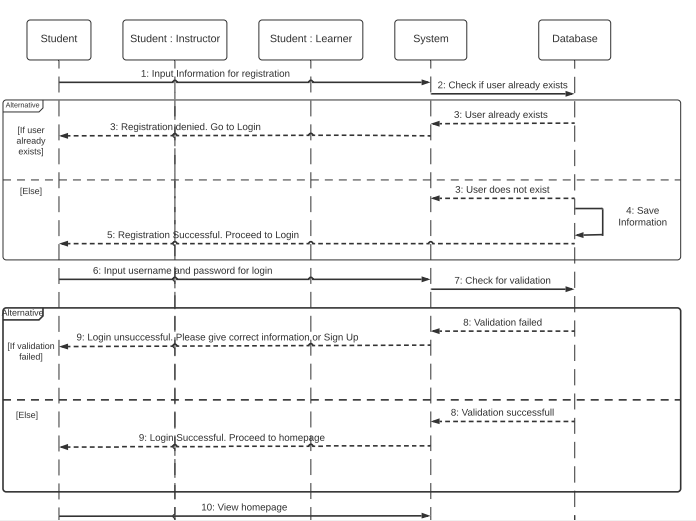 Student
Student : Instructor
Student : Learner
System
Database
1: Input Information for registration
2: Check if user already exists
Alternative
[If user
already
exists]
3: User already exists
3: Registration denied. Go to Login
[Else]
3: User does not exist
4: Save
Information
5: Registration Successful. Proceed to Login
6: Input username and password for login
7: Check for validation
Alternative
[If validation
failed]
8: Validation failed
9: Login unsuccessful. Please give correct information or Sign Up
[Else]
8: Validation successfull
9: Login Successful. Proceed to homepage
10: View homepage